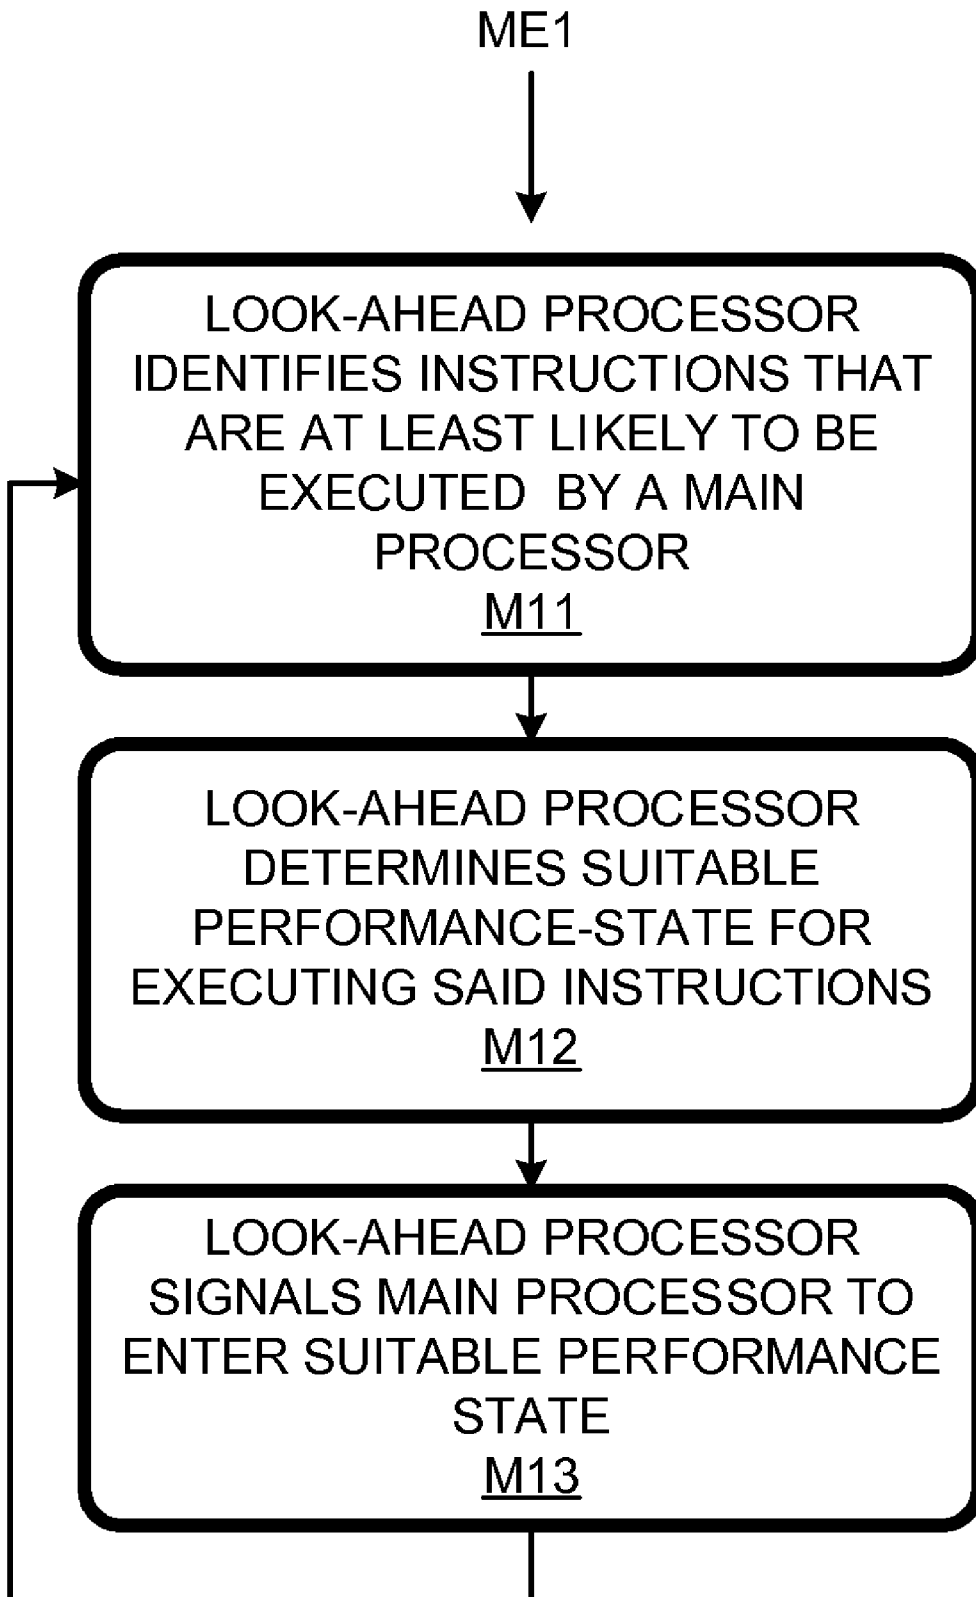 ME1
LOOK-AHEAD PROCESSOR
IDENTIFIES INSTRUCTIONS THAT
ARE AT LEAST LIKELY TO BE
EXECUTED BY A MAIN
PROCESSOR
M11
LOOK-AHEAD PROCESSOR
DETERMINES SUITABLE
PERFORMANCE-STATE FOR
EXECUTING SAID INSTRUCTIONS
M12
LOOK-AHEAD PROCESSOR
SIGNALS MAIN PROCESSOR TO
ENTER SUITABLE PERFORMANCE
STATE
M13